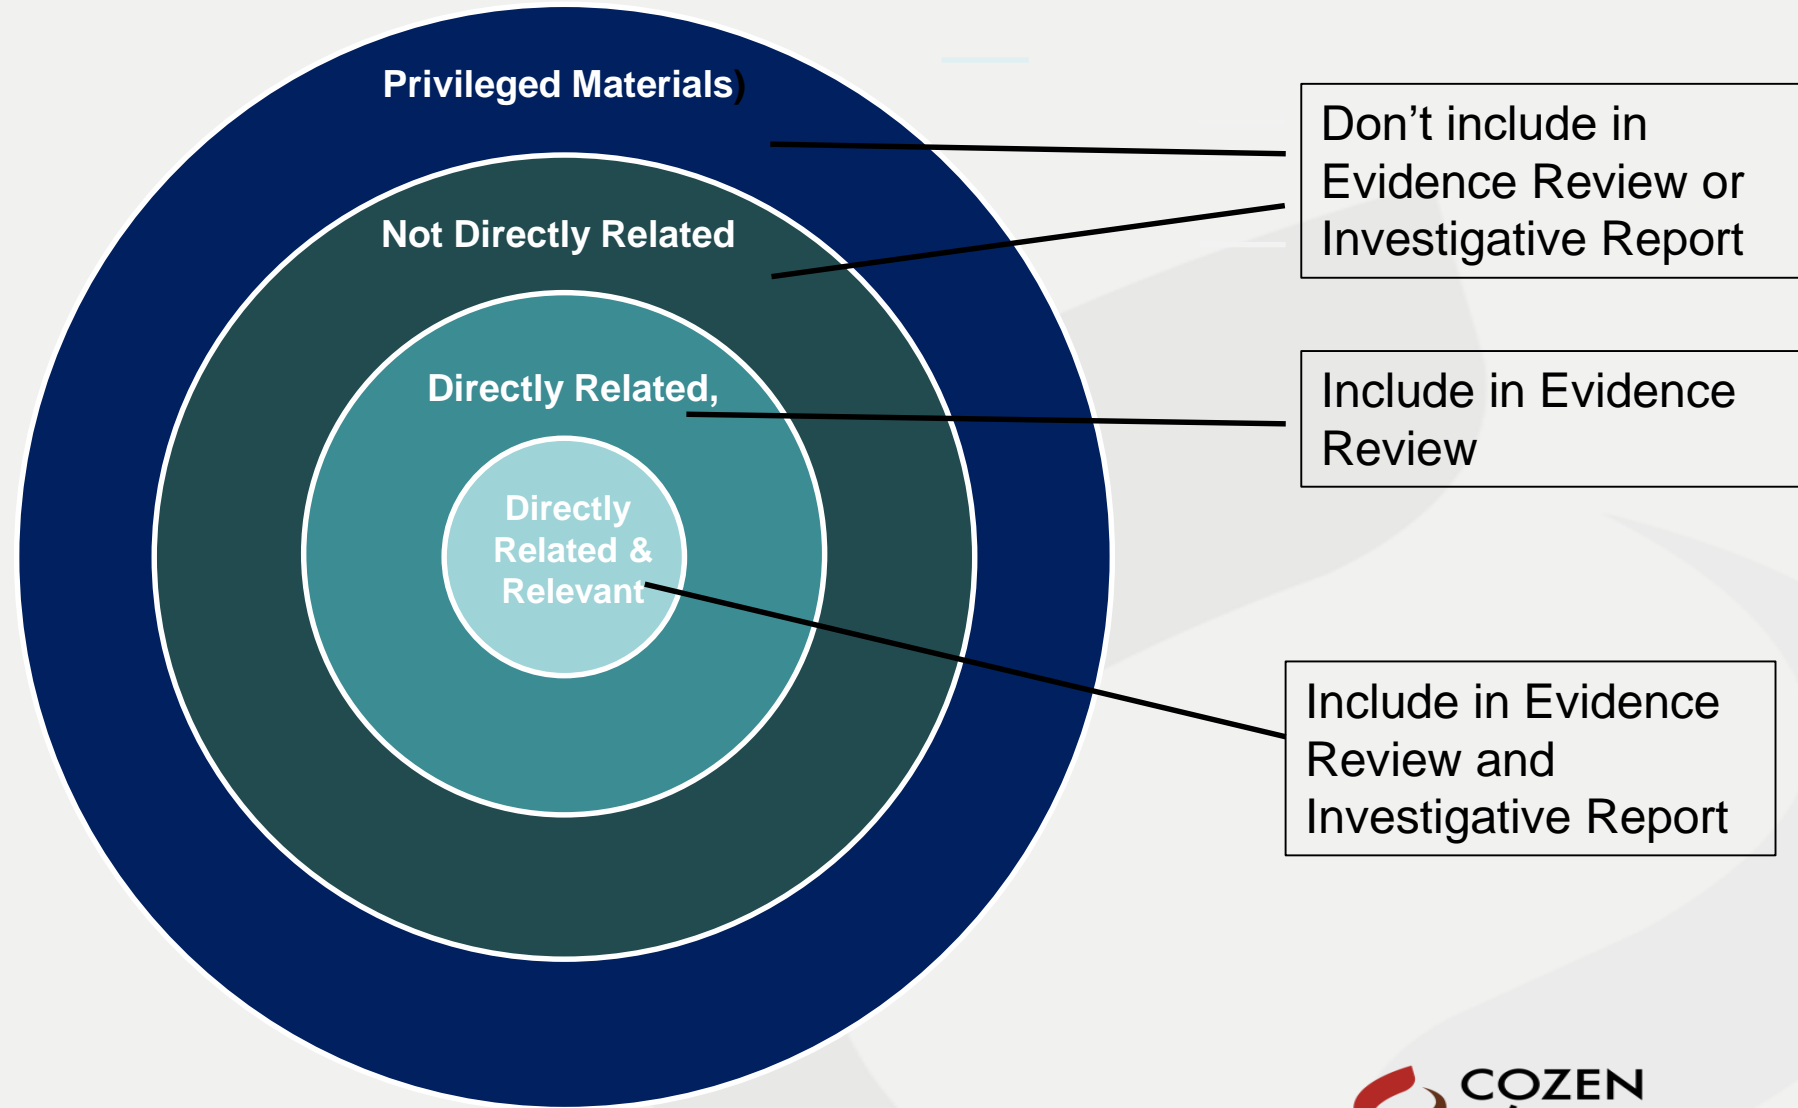 Privileged Materials)
Not Directly Related
Directly Related,
Directly
Related &
Relevant
Don’t include in
Evidence Review or
Investigative Report
Include in Evidence
Review
Include in Evidence
Review and
Investigative Report
COZEN